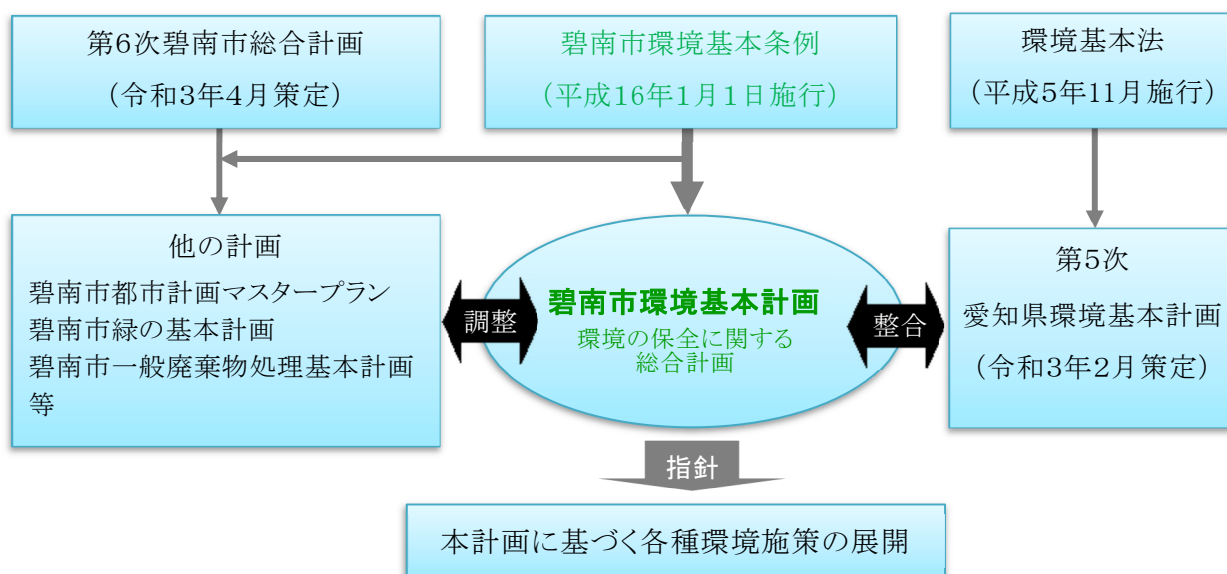 第６次碧南市総合計画
（令和３年４月策定）
碧南市環境基本条例
（平成１６年１月１日施行）
環境基本法
（平成５年１１月施行）
他の計画
碧南市都市計画マスタープラン
碧南市緑の基本計画
碧南市一般廃棄物処理基本計画
等
調整
碧南市環境基本計画
環境の保全に関する
総合計画
整合
第５次
愛知県環境基本計画
（令和３年２月策定）
指針
本計画に基づく各種環境施策の展開